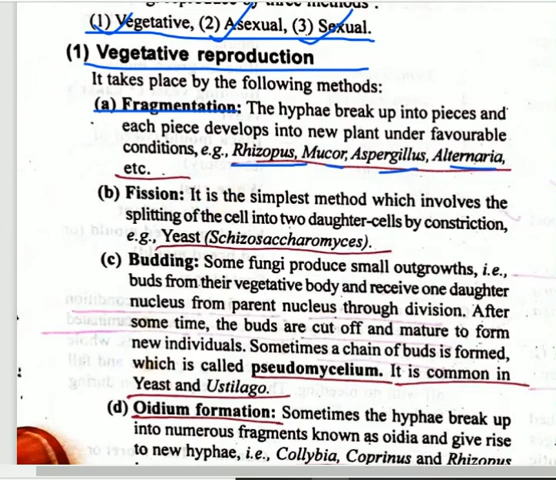 (1) Vegetative, (2) Asexual, (3) Sexual.
(1) Vegetative reproduction
It takes place by the following methods:
(a) Fragmentation: The hyphae break up into pieces and
each piece develops into new plant under favourable
conditions, e.g., Rhizopus, Mucor, Aspergillus, Alternaria,
etc.
(b) Fission: It is the simplest method which involves the
splitting of the cell into two daughter-cells by constriction,
e.g., Yeast (Schizosaccharomyces).
(c) Budding: Some fungi produce small outgrowths, i.e.,
buds from their vegetative body and receive one daughter
nucleus from parent nucleus through division. After
some time, the buds are cut off and mature to form
new individuals. Sometimes a chain of buds is formed,
which is called pseudomycelium. It is common in
Yeast and Ustilago.
(d) Oidium formation: Sometimes the hyphae break up
into numerous fragments known as oidia and give rise
to new hyphae, i.e., Collybia, Coprinus and Rhizopus